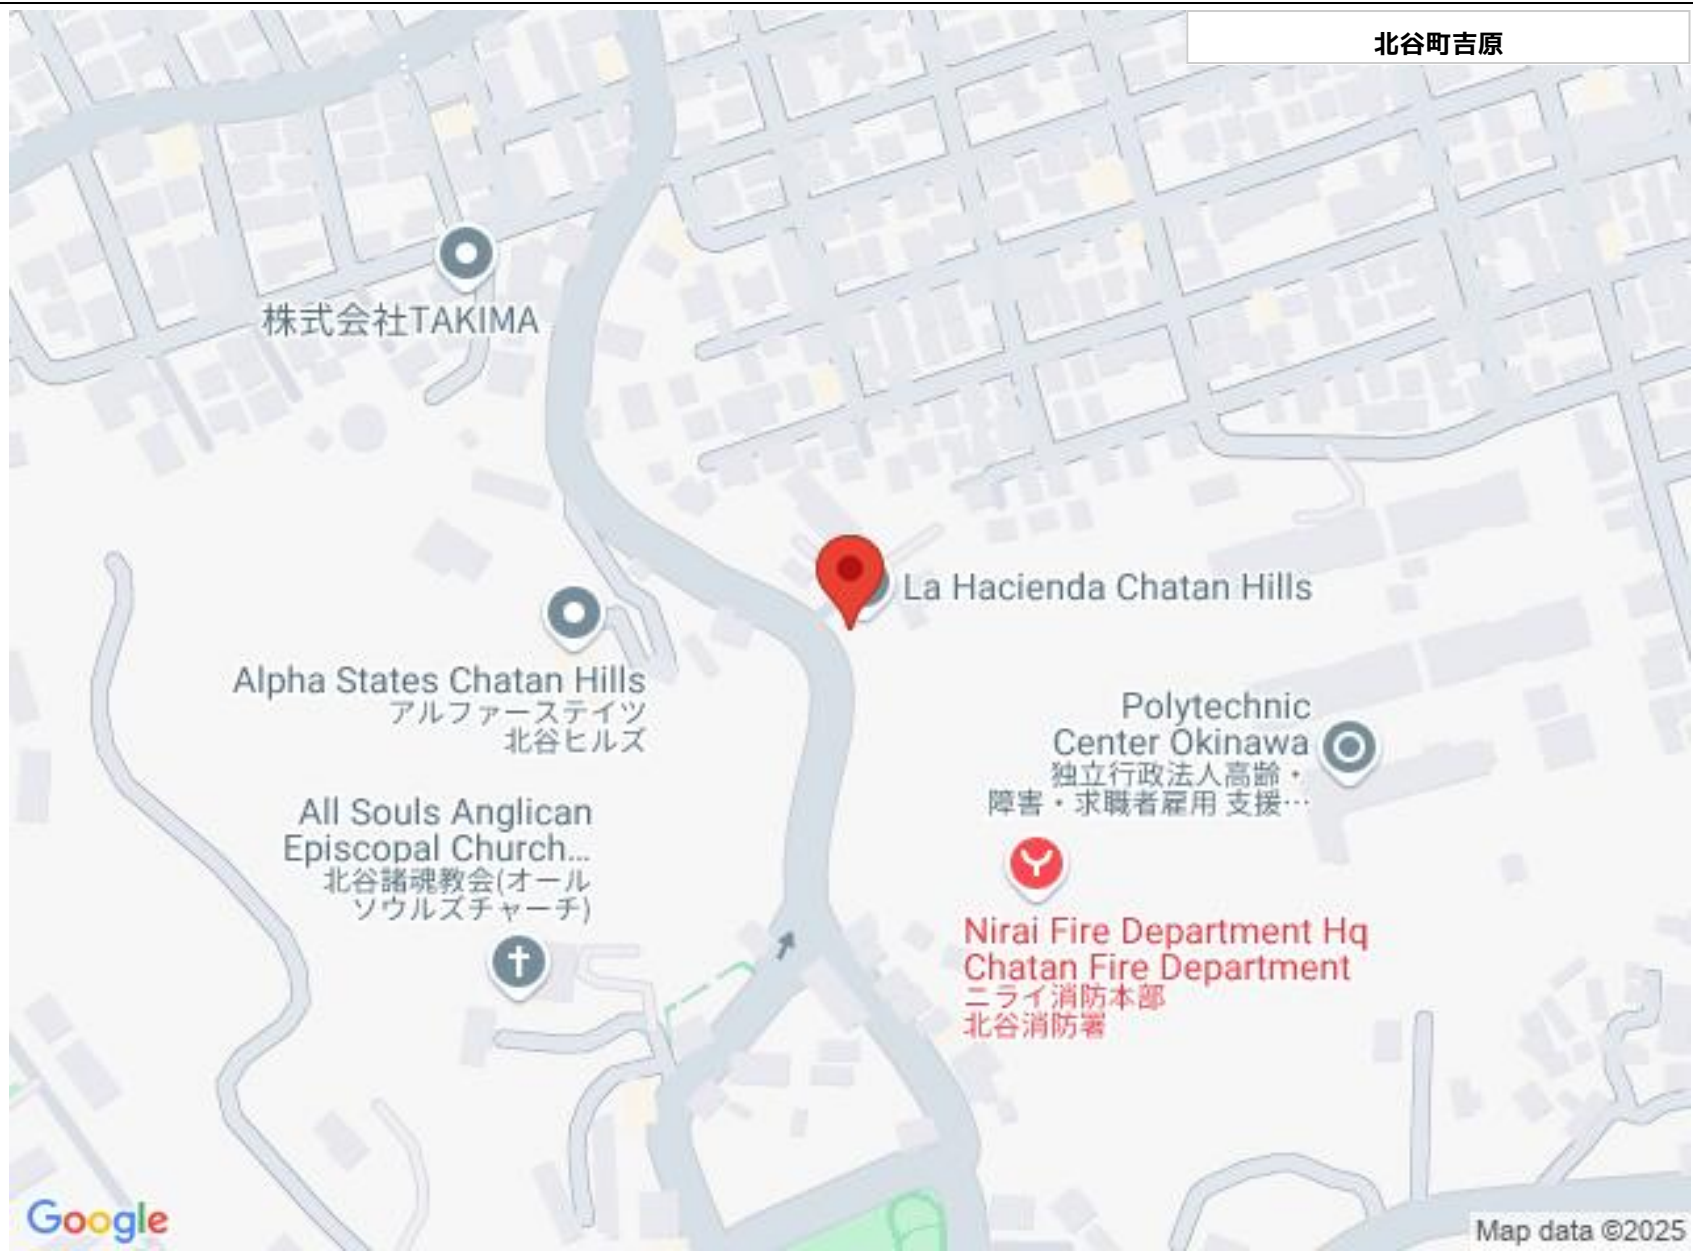 北谷町吉原
株式会社TAKIMA
La Hacienda Chatan Hills
Alpha States Chatan Hills
アルファーステイツ
北谷ヒルズ
Polytechnic
Center Okinawa
独立行政法人高齢・
障害・求職者雇用 支援…
All Souls Anglican
Episcopal Church...
北谷諸魂教会(オール
ソウルズチャーチ)
Nirai Fire Department Hq
Chatan Fire Department
ニライ消防本部
北谷消防署
Google
Map data ©2025